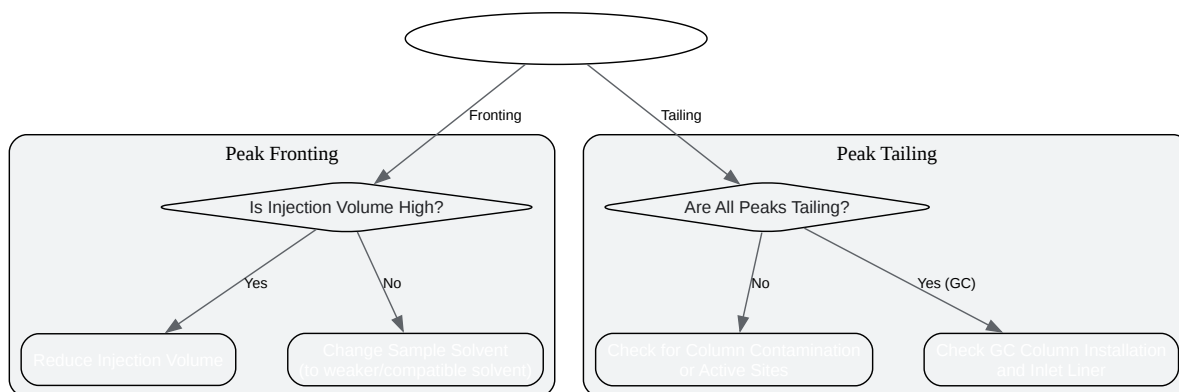 Fronting
Tailing
Peak Fronting
Peak Tailing
Is Injection Volume High?
Are All Peaks Tailing?
Yes
No
No
Yes (GC)
Reduce Injection Volume
Change Sample Solvent
(to weaker/compatible solvent)
Check for Column Contamination
or Active Sites
Check GC Column Installation
and Inlet Liner